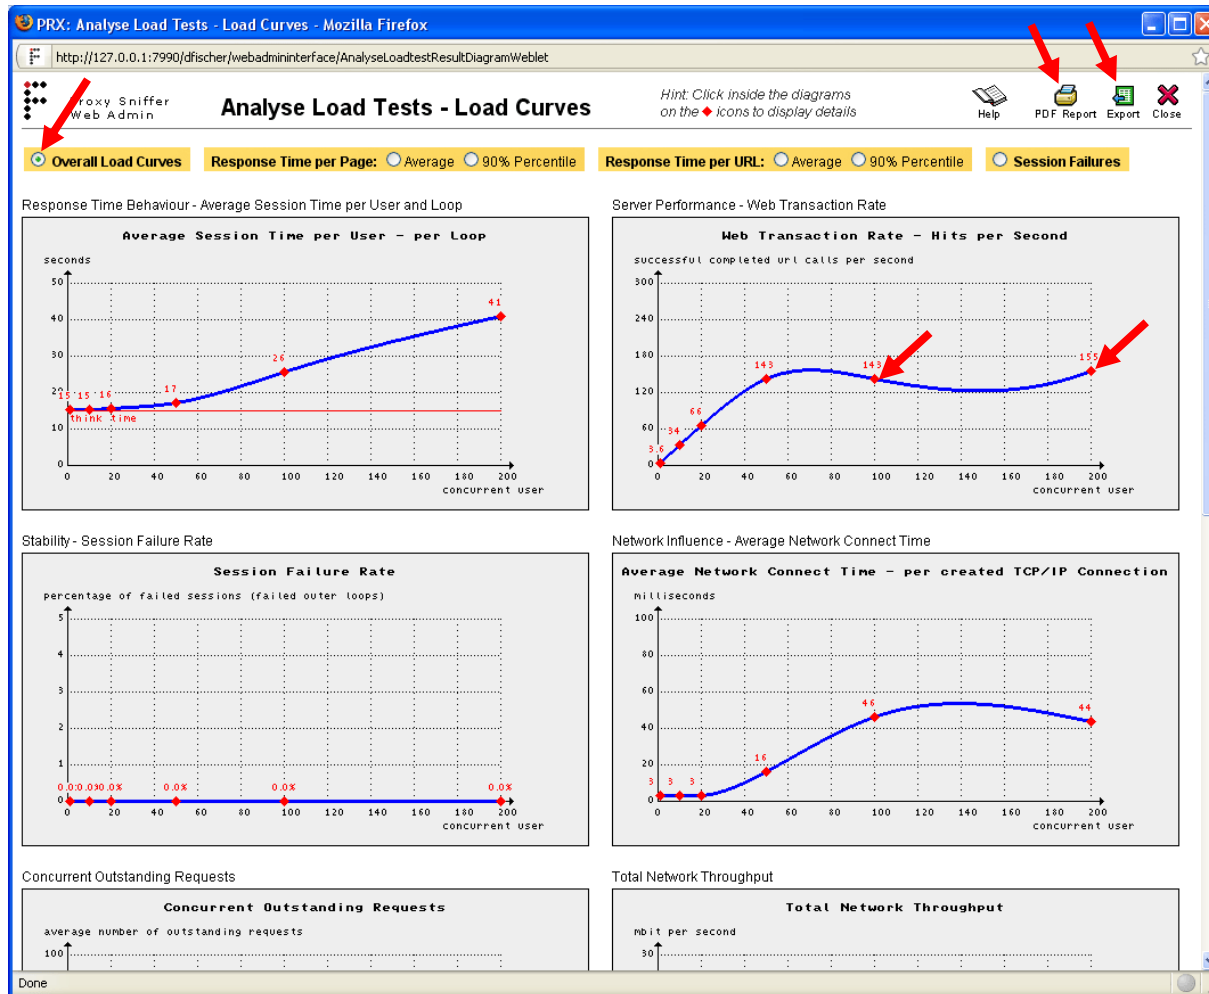 PRX: Analyse Load Tests - Load Curves - Mozilla Firefox
http://127.0.0.1:7990/dfischer/webadmininterface/AnalyseLoadtestResultDiagramWeblet
Proxy Sniffer
Web Admin
Analyse Load Tests - Load Curves
Hint: Click inside the diagrams
on the icons to display details
Help PDF Report Export Close
Overall Load Curves Response Time per Page: Average 90% Percentile Response Time per URL: Average 90% Percentile Session Failures
Response Time Behaviour - Average Session Time per User and Loop
Average Session Time per User - per Loop
seconds
50
40
30
20
10
0
15 15 16 17 26 41
think time
0 20 40 60 80 100 120 140 160 180 200
concurrent user
Server Performance - Web Transaction Rate
Web Transaction Rate - Hits per Second
successful completed url calls per second
300
240
180
120
60
0
3.6 34 66 143 143 155
0 20 40 60 80 100 120 140 160 180 200
concurrent user
Stability - Session Failure Rate
Session Failure Rate
percentage of failed sessions (failed outer loops)
5
4
3
2
1
0
0.0% 0.0% 0.0% 0.0%
0 20 40 60 80 100 120 140 160 180 200
concurrent user
Network Influence - Average Network Connect Time
Average Network Connect Time - per created TCP/IP Connection
milliseconds
100
80
60
40
20
0
3 3 3 16 46 44
0 20 40 60 80 100 120 140 160 180 200
concurrent user
Concurrent Outstanding Requests
Concurrent Outstanding Requests
average number of outstanding requests
100
Total Network Throughput
Total Network Throughput
mbit per second
30
Done